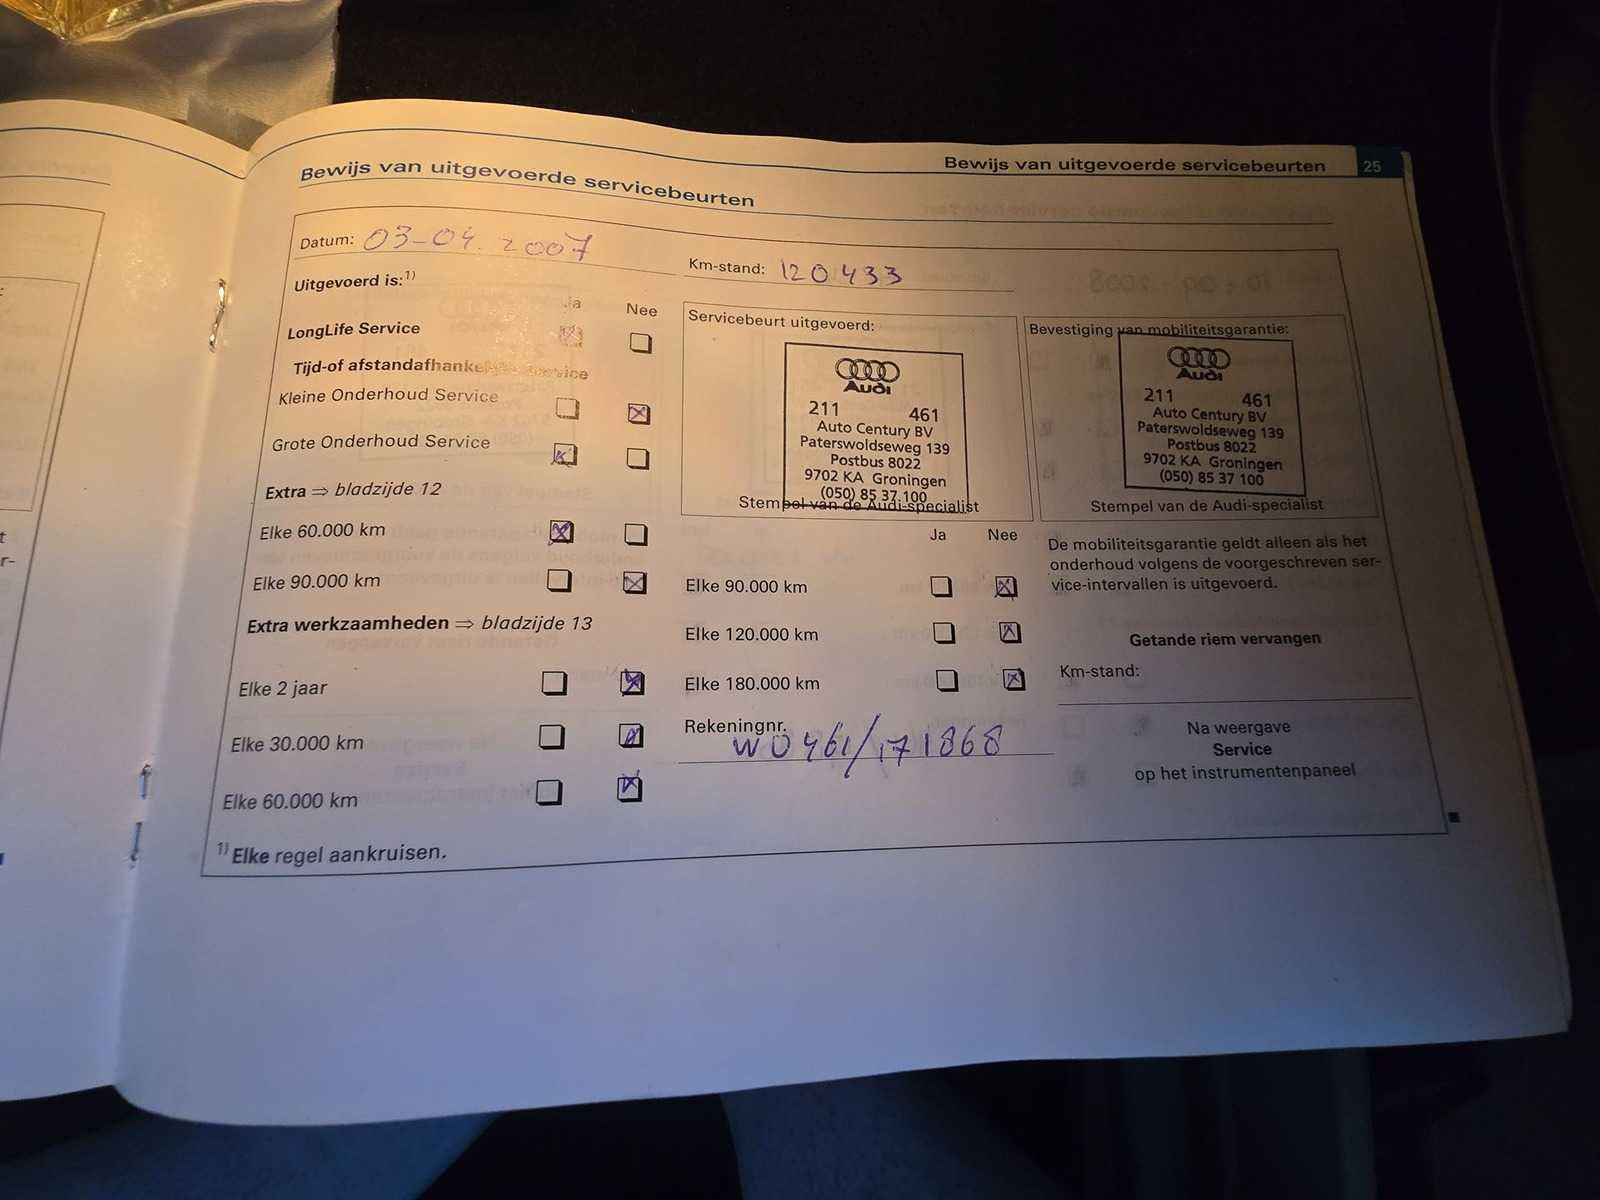 Bewijs van uitgevoerde servicebeurten
Bewijs van uitgevoerde servicebeurten 25
Datum: 03-04-2007
Km-stand: 120433
Uitgevoerd is:1)
Ja Nee
LongLife Service
Tijd-of afstandafhankelijke Service
Kleine Onderhoud Service
Grote Onderhoud Service
Extra ⇒ bladzijde 12
Elke 60.000 km
Elke 90.000 km
Extra werkzaamheden ⇒ bladzijde 13
Elke 2 jaar
Elke 30.000 km
Elke 60.000 km
1) Elke regel aankruisen.
Servicebeurt uitgevoerd:
Audi
211 461
Auto Century BV
Paterswoldseweg 139
Postbus 8022
9702 KA Groningen
(050) 85 37 100
Stempel van de Audi-specialist
Ja Nee
Elke 90.000 km
Elke 120.000 km
Elke 180.000 km
Rekeningnr.
W0461/171868
Bevestiging van mobiliteitsgarantie:
Audi
211 461
Auto Century BV
Paterswoldseweg 139
Postbus 8022
9702 KA Groningen
(050) 85 37 100
Stempel van de Audi-specialist
De mobiliteitsgarantie geldt alleen als het
onderhoud volgens de voorgeschreven ser-
vice-intervallen is uitgevoerd.
Getande riem vervangen
Km-stand:
Na weergave
Service
op het instrumentenpaneel